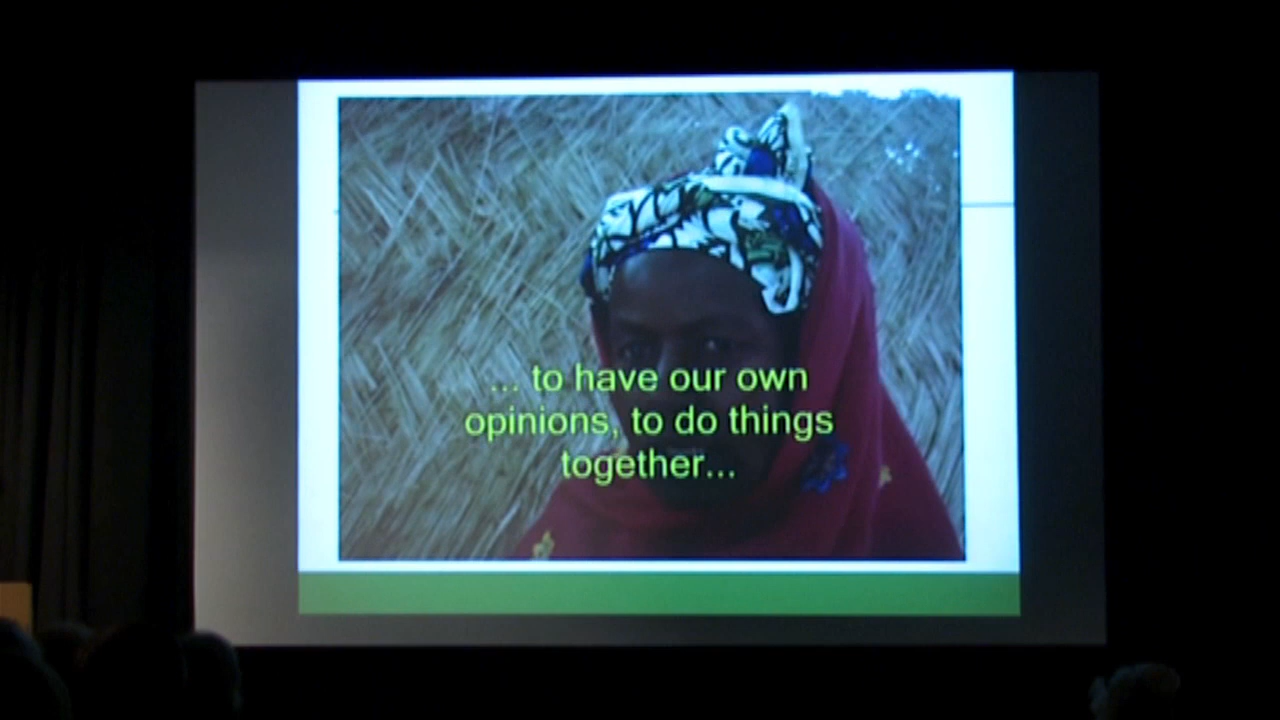 ... to have our own
opinions, to do things
together...